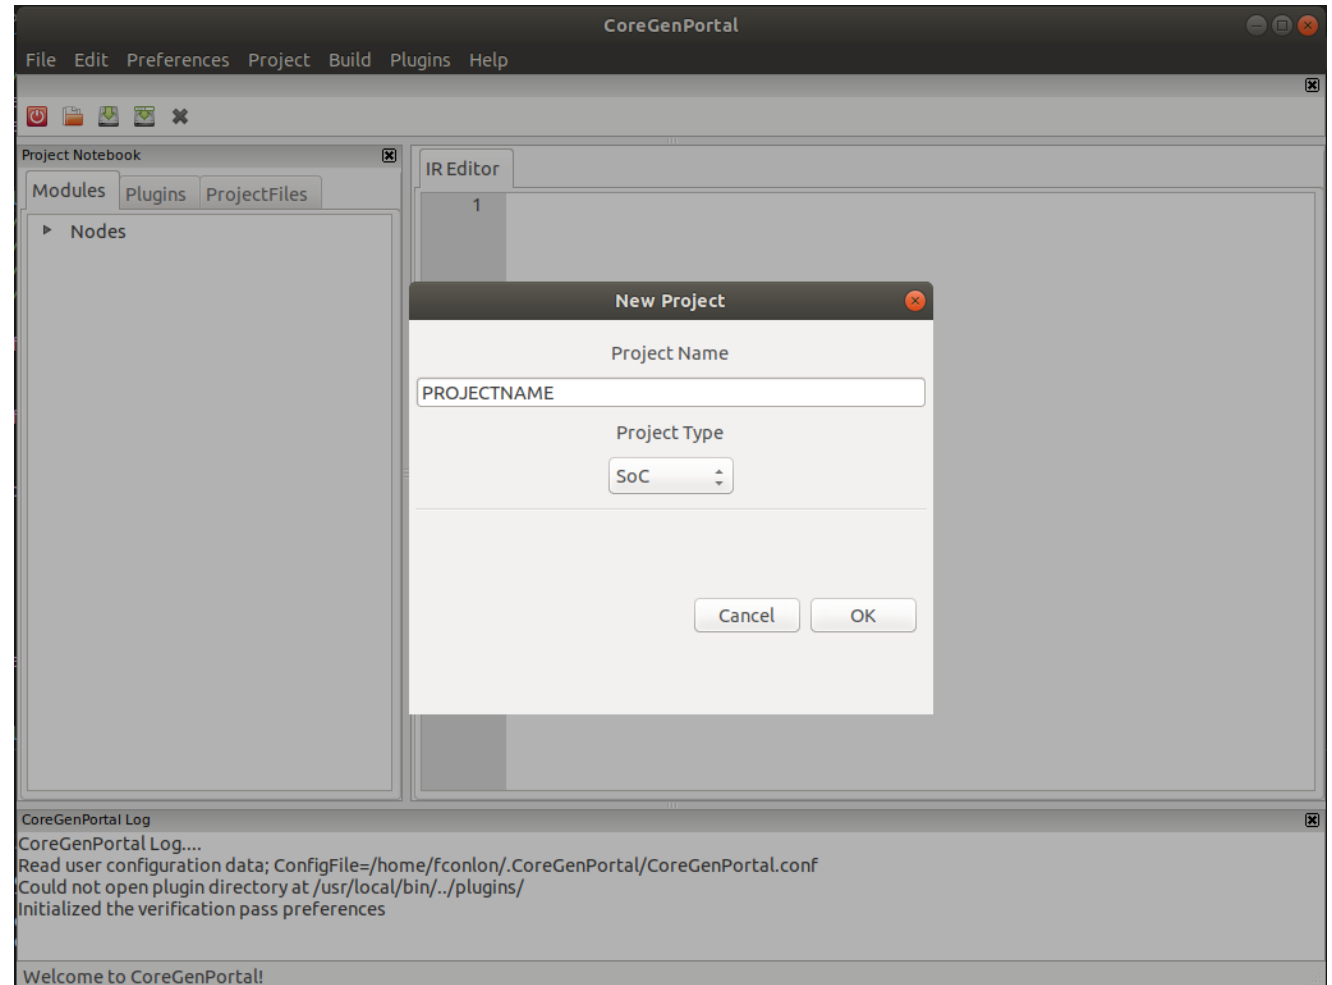 CoreGenPortal
File Edit Preferences Project Build Plugins Help
Project Notebook
Modules Plugins ProjectFiles
Nodes
IR Editor
1
New Project
Project Name
PROJECTNAME
Project Type
SoC
Cancel OK
CoreGenPortal Log
CoreGenPortal Log....
Read user configuration data; ConfigFile=/home/fconlon/.CoreGenPortal/CoreGenPortal.conf
Could not open plugin directory at /usr/local/bin/../plugins/
Initialized the verification pass preferences
Welcome to CoreGenPortal!